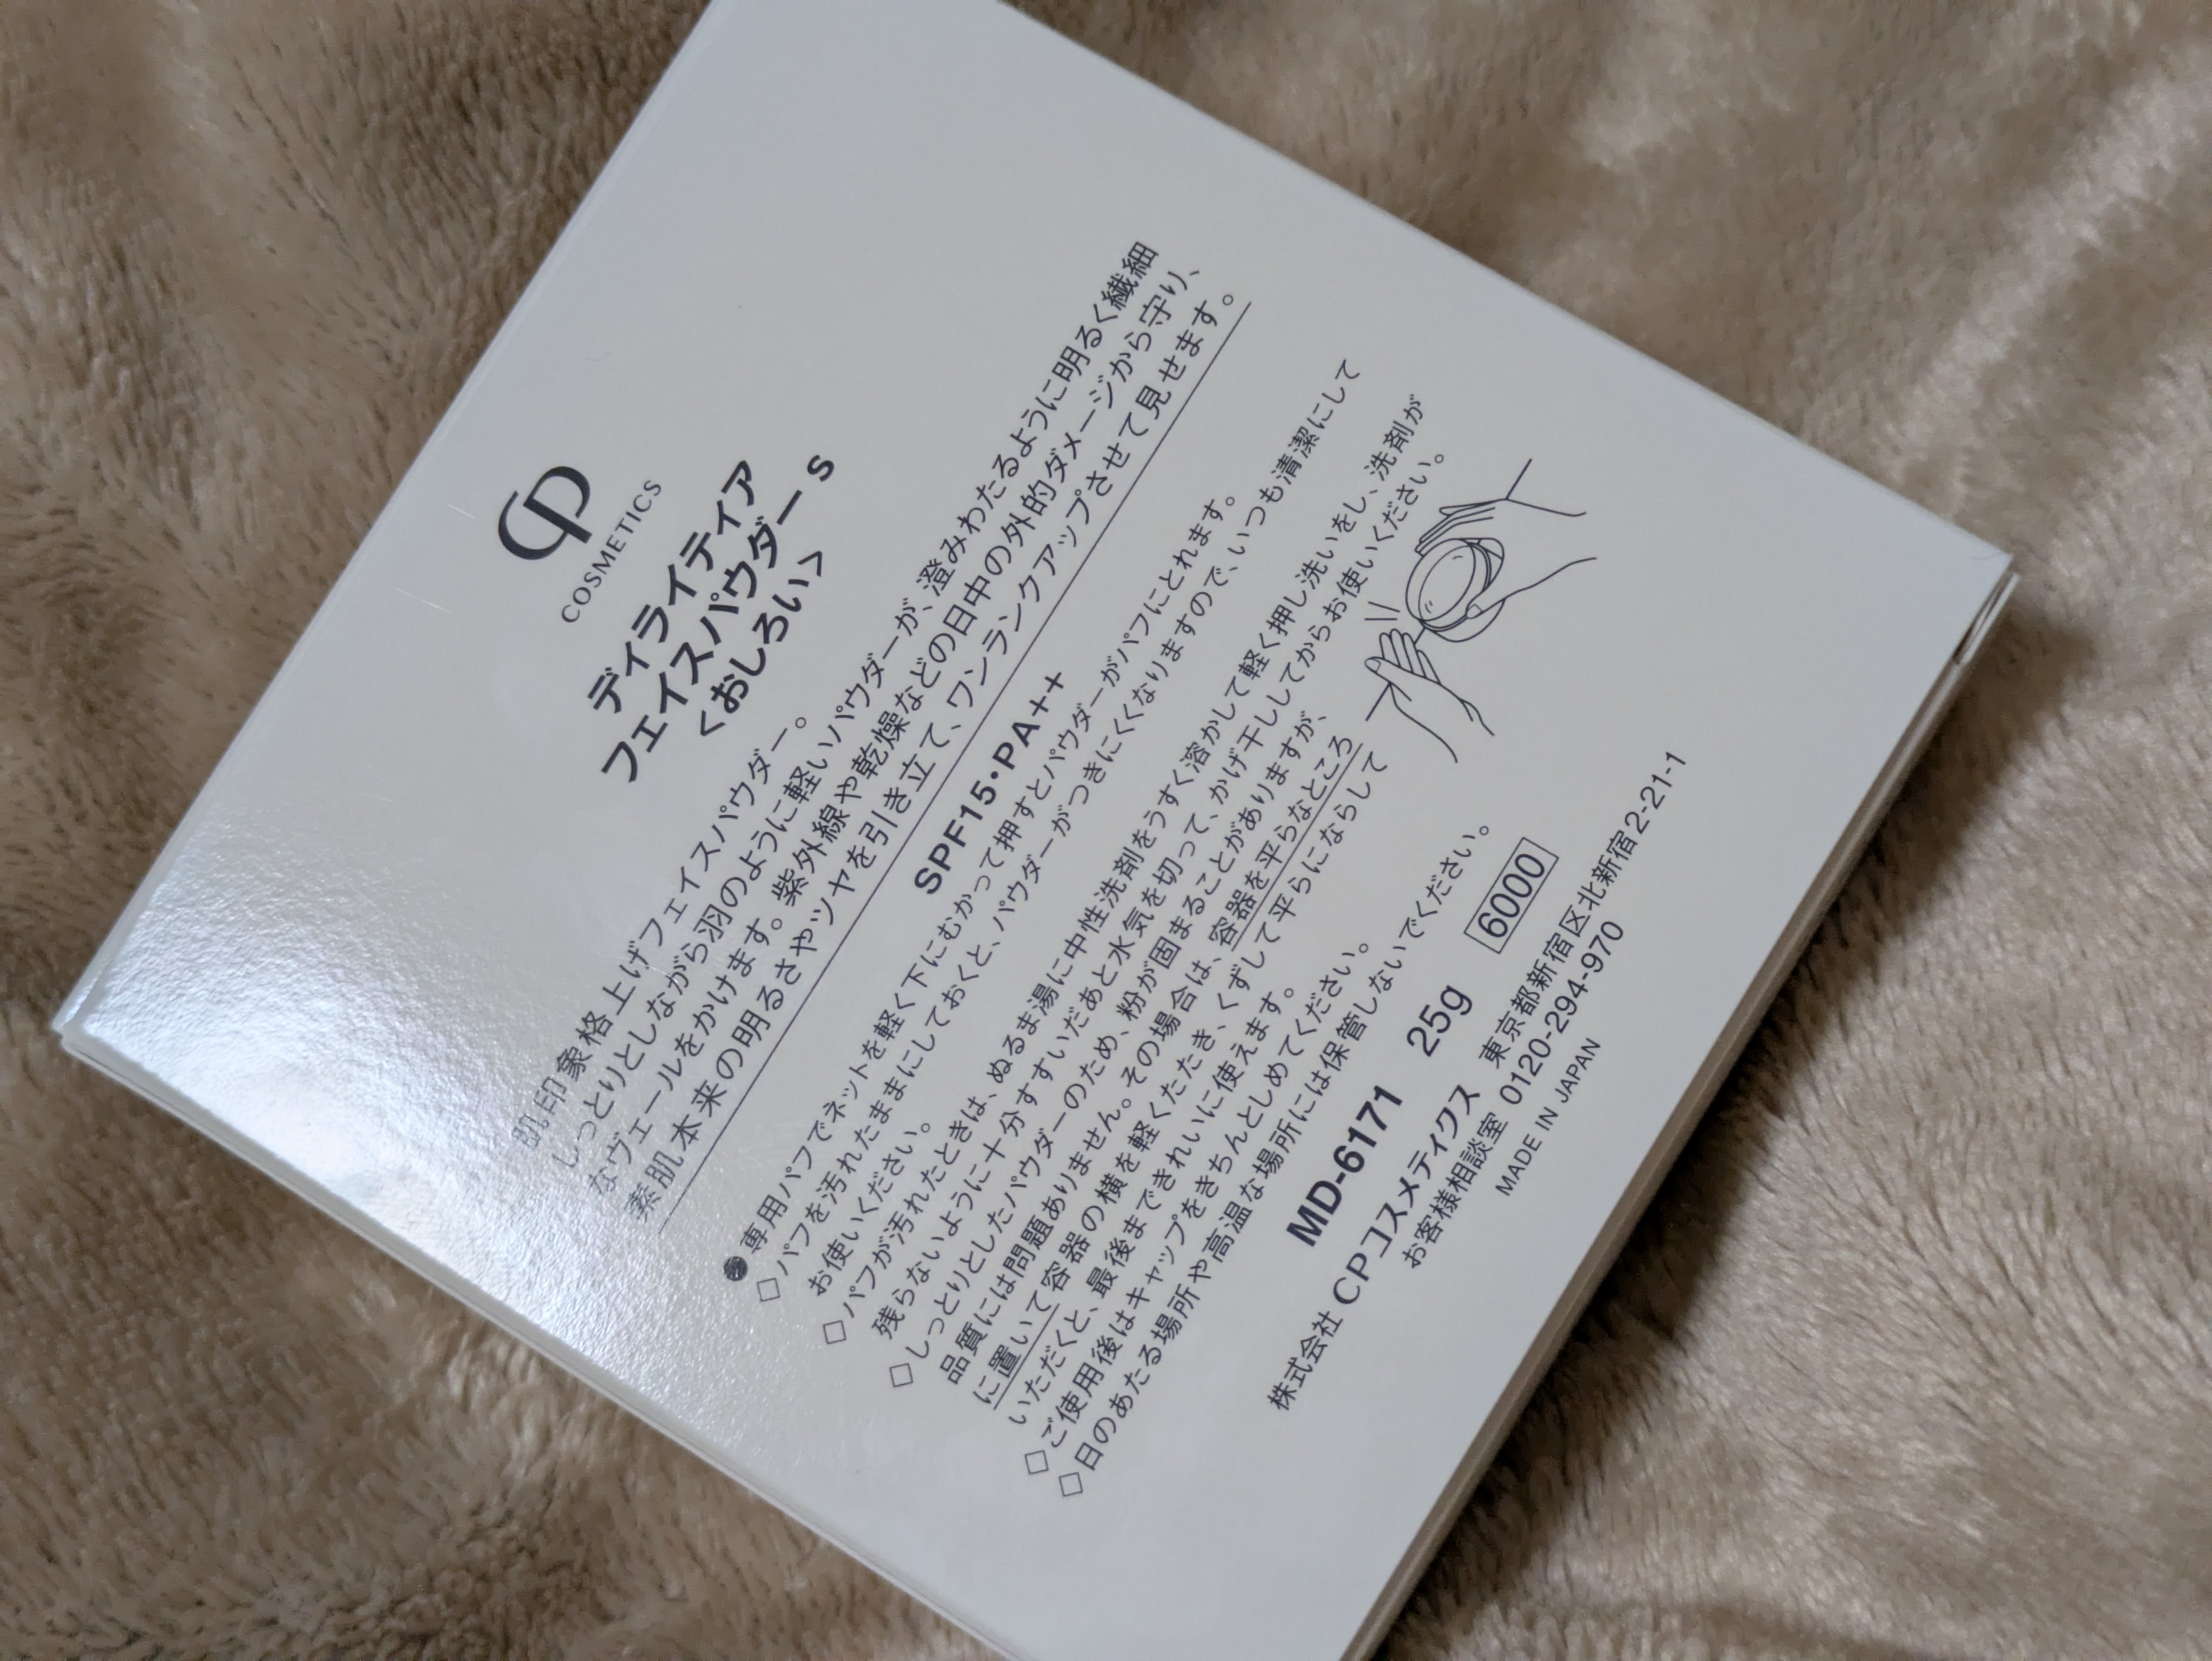 CP
COSMETICS
ディライティア
フェイスパウダー S
<おしろい>
肌印象格上げフェイスパウダー。
しっとりとしながら羽のように軽いパウダーが、澄みわたるように明るく繊細
なヴェールをかけます。紫外線や乾燥などの日中の外的ダメージから守り、
素肌本来の明るさやツヤを引き立て、ワンランクアップさせて見せます。
SPF15・PA++
●専用パフでネットを軽く下にむかって押すとパウダーがパフにとれます。
□パフを汚れたままにしておくと、パウダーがつきにくくなりますので、いつも清潔にして
お使いください。
□パフが汚れたときは、ぬるま湯に中性洗剤をうすく溶かして軽く押し洗いをし、洗剤が
残らないように十分すすいだあと水気を切って、かげ干ししてからお使いください。
□しっとりとしたパウダーのため、粉が固まることがありますが、
品質には問題ありません。その場合は、容器を平らなところ
に置いて容器の横を軽くたたき、くずして平らにならして
いただくと、最後まできれいに使えます。
□ご使用後はキャップをきちんとしめてください。
□日のあたる場所や高温な場所には保管しないでください。
MD-6171 25g 6000
株式会社 CPコスメティクス 東京都新宿区北新宿2-21-1
お客様相談室 0120-294-970
MADE IN JAPAN